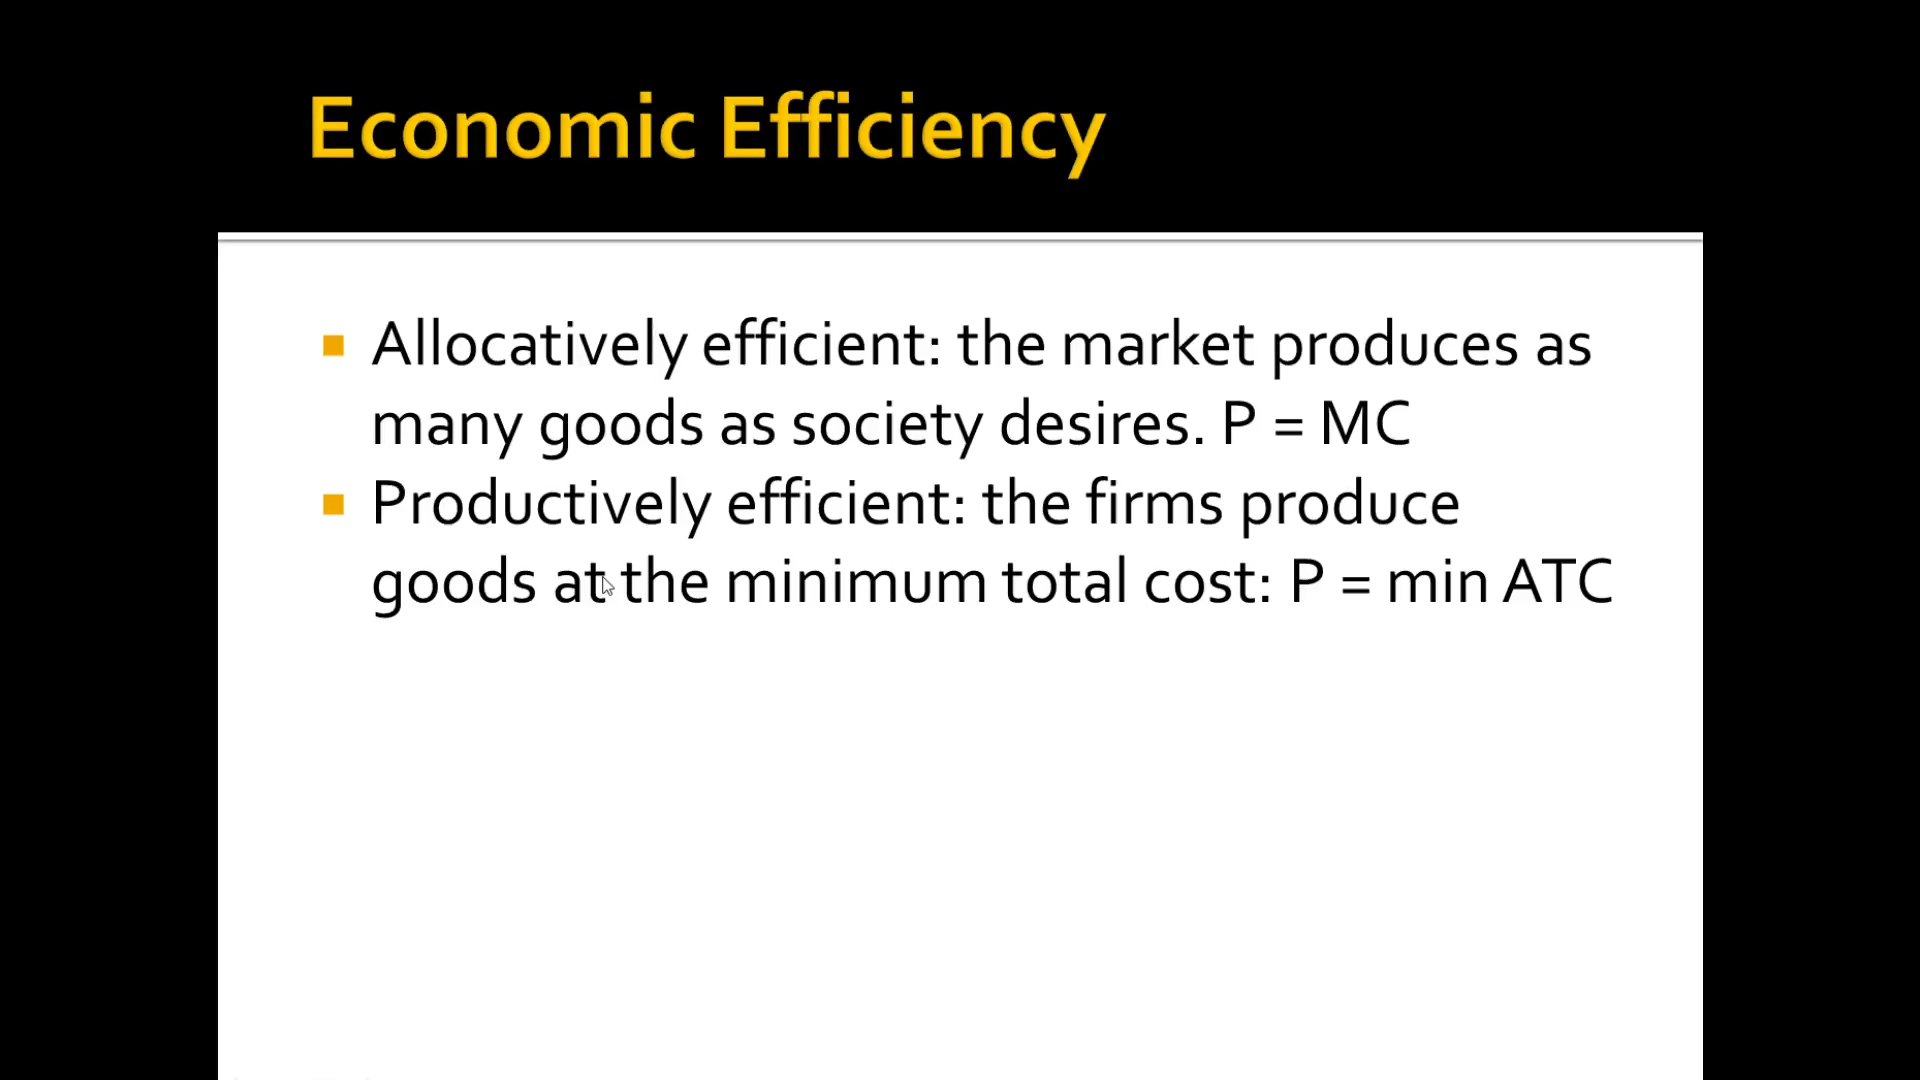 Economic Efficiency
Allocatively efficient: the market produces as
many goods as society desires. P = MC
Productively efficient: the firms produce
goods at the minimum total cost: P = min ATC